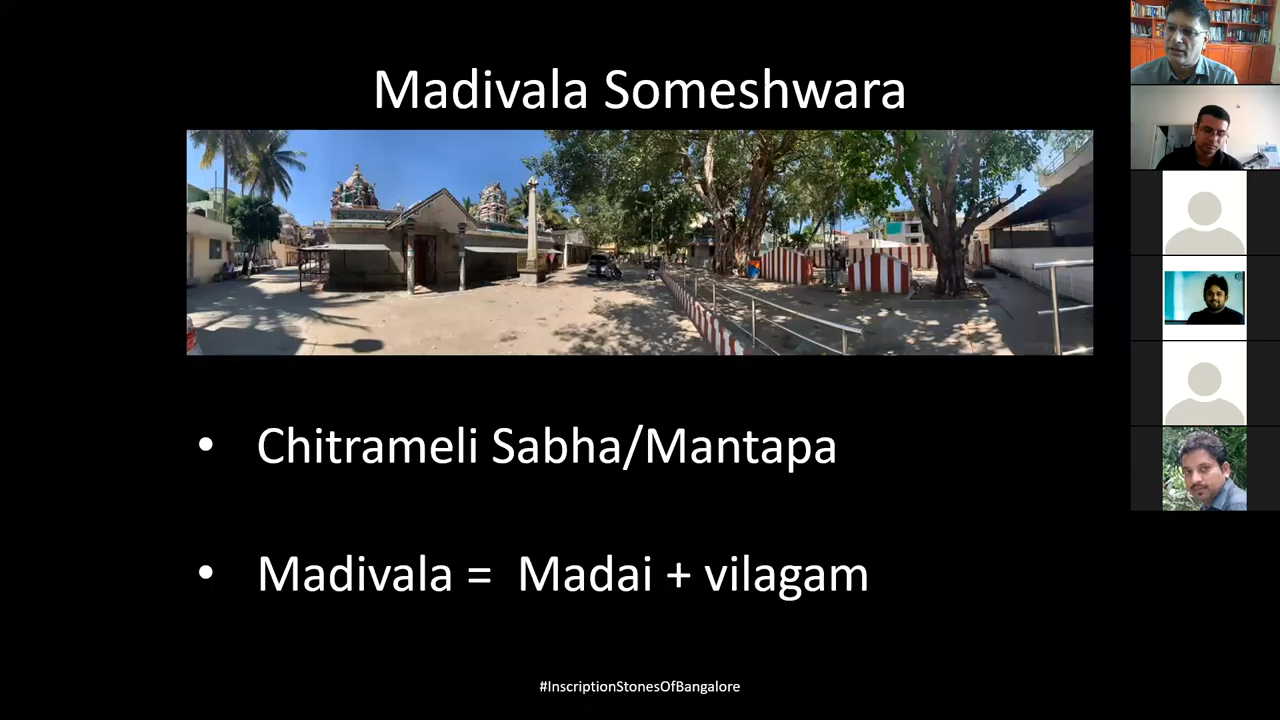 Madivala Someshwara
• Chitrameli Sabha/Mantapa
• Madivala = Madai + vilagam
#InscriptionStonesOfBangalore